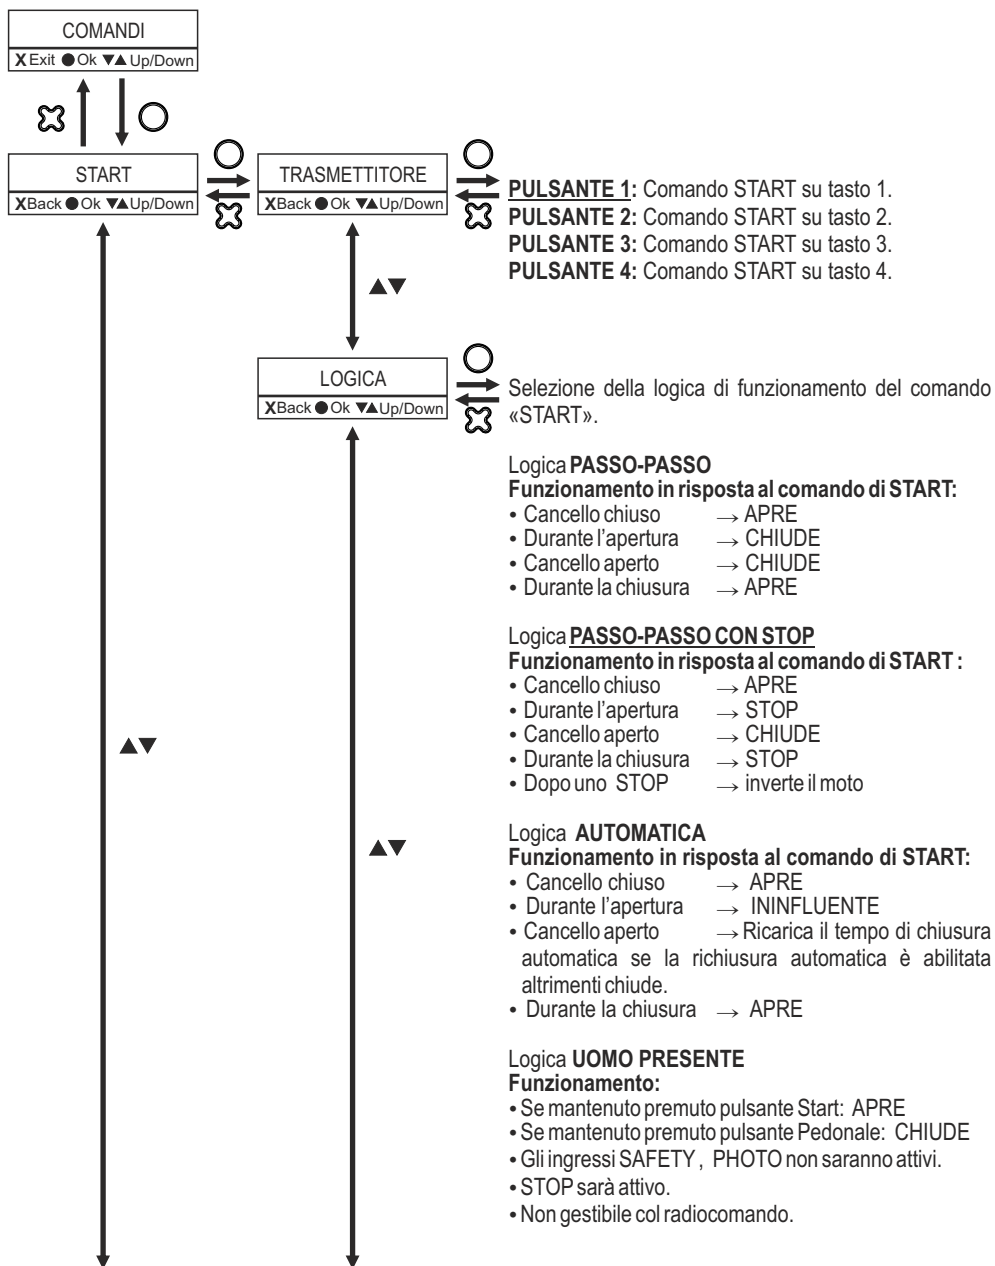 COMANDI
X Exit ● Ok ▼▲ Up/Down
START
X Back ● Ok ▼▲ Up/Down
TRASMETTITORE
X Back ● Ok ▼▲ Up/Down
PULSANTE 1: Comando START su tasto 1.
PULSANTE 2: Comando START su tasto 2.
PULSANTE 3: Comando START su tasto 3.
PULSANTE 4: Comando START su tasto 4.
▲▼
LOGICA
X Back ● Ok ▼▲ Up/Down
Selezione della logica di funzionamento del comando
«START».
Logica PASSO-PASSO
Funzionamento in risposta al comando di START:
• Cancello chiuso → APRE
• Durante l'apertura → CHIUDE
• Cancello aperto → CHIUDE
• Durante la chiusura → APRE
Logica PASSO-PASSO CON STOP
Funzionamento in risposta al comando di START :
• Cancello chiuso → APRE
• Durante l'apertura → STOP
• Cancello aperto → CHIUDE
• Durante la chiusura → STOP
• Dopo uno STOP → inverte il moto
▲▼
▲▼
Logica AUTOMATICA
Funzionamento in risposta al comando di START:
• Cancello chiuso → APRE
• Durante l'apertura → ININFLUENTE
• Cancello aperto → Ricarica il tempo di chiusura
automatica se la richiusura automatica è abilitata
altrimenti chiude.
• Durante la chiusura → APRE
Logica UOMO PRESENTE
Funzionamento:
• Se mantenuto premuto pulsante Start: APRE
• Se mantenuto premuto pulsante Pedonale: CHIUDE
• Gli ingressi SAFETY , PHOTO non saranno attivi.
• STOP sarà attivo.
• Non gestibile col radiocomando.